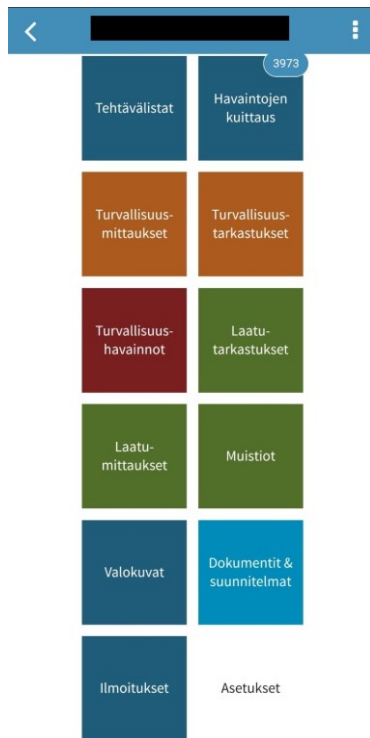 3973
Tehtävälistat
Havaintojen
kuittaus
Turvallisuus-
mittaukset
Turvallisuus-
tarkastukset
Turvallisuus-
havainnot
Laatu-
tarkastukset
Laatu-
mittaukset
Muistiot
Valokuvat
Dokumentit &
suunnitelmat
Ilmoitukset
Asetukset